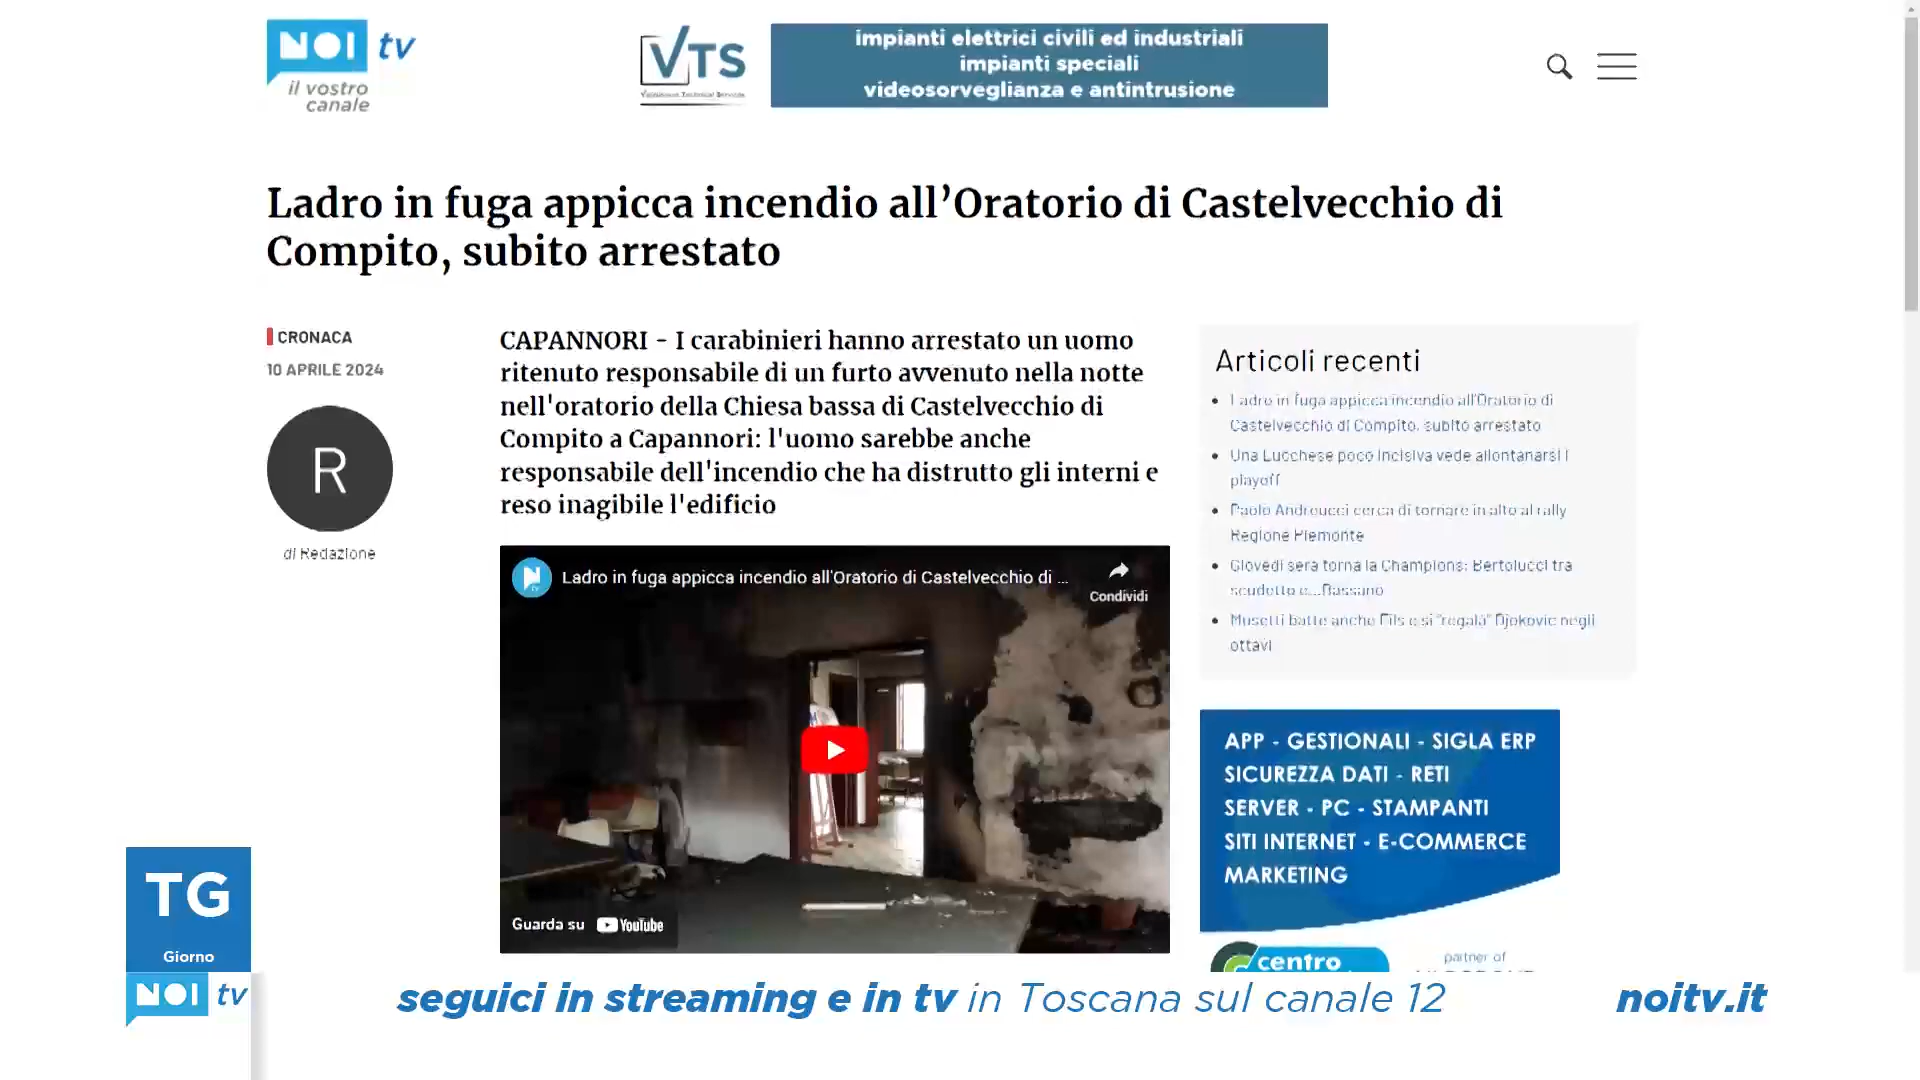 NOI tv
il vostro
canale
VTS
impianti elettrici civili ed industriali
impianti speciali
videosorveglianza e antintrusione
Ladro in fuga appicca incendio all’Oratorio di Castelvecchio di
Compito, subito arrestato
CRONACA
10 APRILE 2024
R
di Redazione
CAPANNORI - I carabinieri hanno arrestato un uomo
ritenuto responsabile di un furto avvenuto nella notte
nell'oratorio della Chiesa bassa di Castelvecchio di
Compito a Capannori: l'uomo sarebbe anche
responsabile dell'incendio che ha distrutto gli interni e
reso inagibile l'edificio
Ladro in fuga appicca incendio all'Oratorio di Castelvecchio di ...
Condividi
Guarda su YouTube
Articoli recenti
Ladro in fuga appicca incendio all'Oratorio di
Castelvecchio di Compito, subito arrestato
Una Lucchese poco incisiva vede allontanarsi i
playoff
Paolo Andreucci cerca di tornare in alto al rally
Regione Piemonte
Giovedì sera torna la Champions: Bertolucci tra
scudetto e...Bassano
Musetti batte anche Fils e si "regala" Djokovic negli
ottavi
APP - GESTIONALI - SIGLA ERP
SICUREZZA DATI - RETI
SERVER - PC - STAMPANTI
SITI INTERNET - E-COMMERCE
MARKETING
centro
partner of
TG
Giorno
NOI tv
seguici in streaming e in tv in Toscana sul canale 12
noitv.it